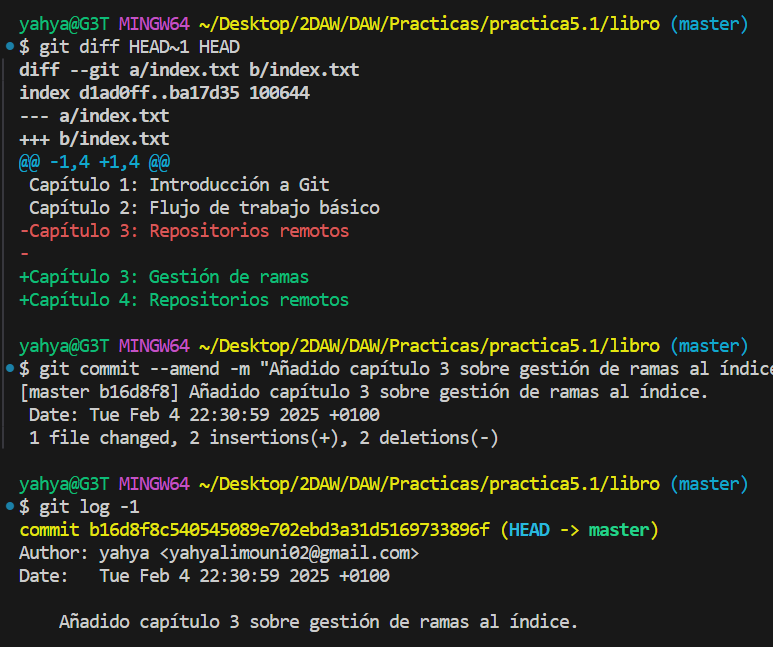 yahya@G3T MINGW64 ~/Desktop/2DAW/DAW/Practicas/practica5.1/libro (master)
$ git diff HEAD~1 HEAD
diff --git a/index.txt b/index.txt
index d1ad0ff..ba17d35 100644
--- a/index.txt
+++ b/index.txt
@@ -1,4 +1,4 @@
 Capítulo 1: Introducción a Git
 Capítulo 2: Flujo de trabajo básico
-Capítulo 3: Repositorios remotos
-
+Capítulo 3: Gestión de ramas
+Capítulo 4: Repositorios remotos
yahya@G3T MINGW64 ~/Desktop/2DAW/DAW/Practicas/practica5.1/libro (master)
$ git commit --amend -m "Añadido capítulo 3 sobre gestión de ramas al índice
[master b16d8f8] Añadido capítulo 3 sobre gestión de ramas al índice.
 Date: Tue Feb 4 22:30:59 2025 +0100
 1 file changed, 2 insertions(+), 2 deletions(-)
yahya@G3T MINGW64 ~/Desktop/2DAW/DAW/Practicas/practica5.1/libro (master)
$ git log -1
commit b16d8f8c540545089e702ebd3a31d5169733896f (HEAD -> master)
Author: yahya <yahyalimouni02@gmail.com>
Date:   Tue Feb 4 22:30:59 2025 +0100
    Añadido capítulo 3 sobre gestión de ramas al índice.